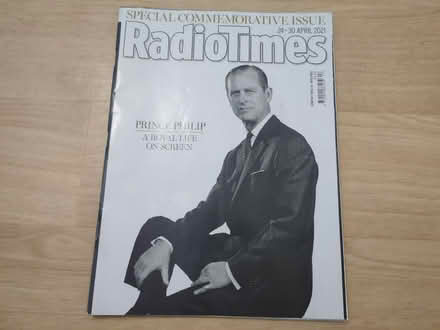 SPECIAL COMMEMORATIVE ISSUE
RadioTimes
24–30 APRIL 2021
PRINCE PHILIP
A ROYAL LIFE
ON SCREEN